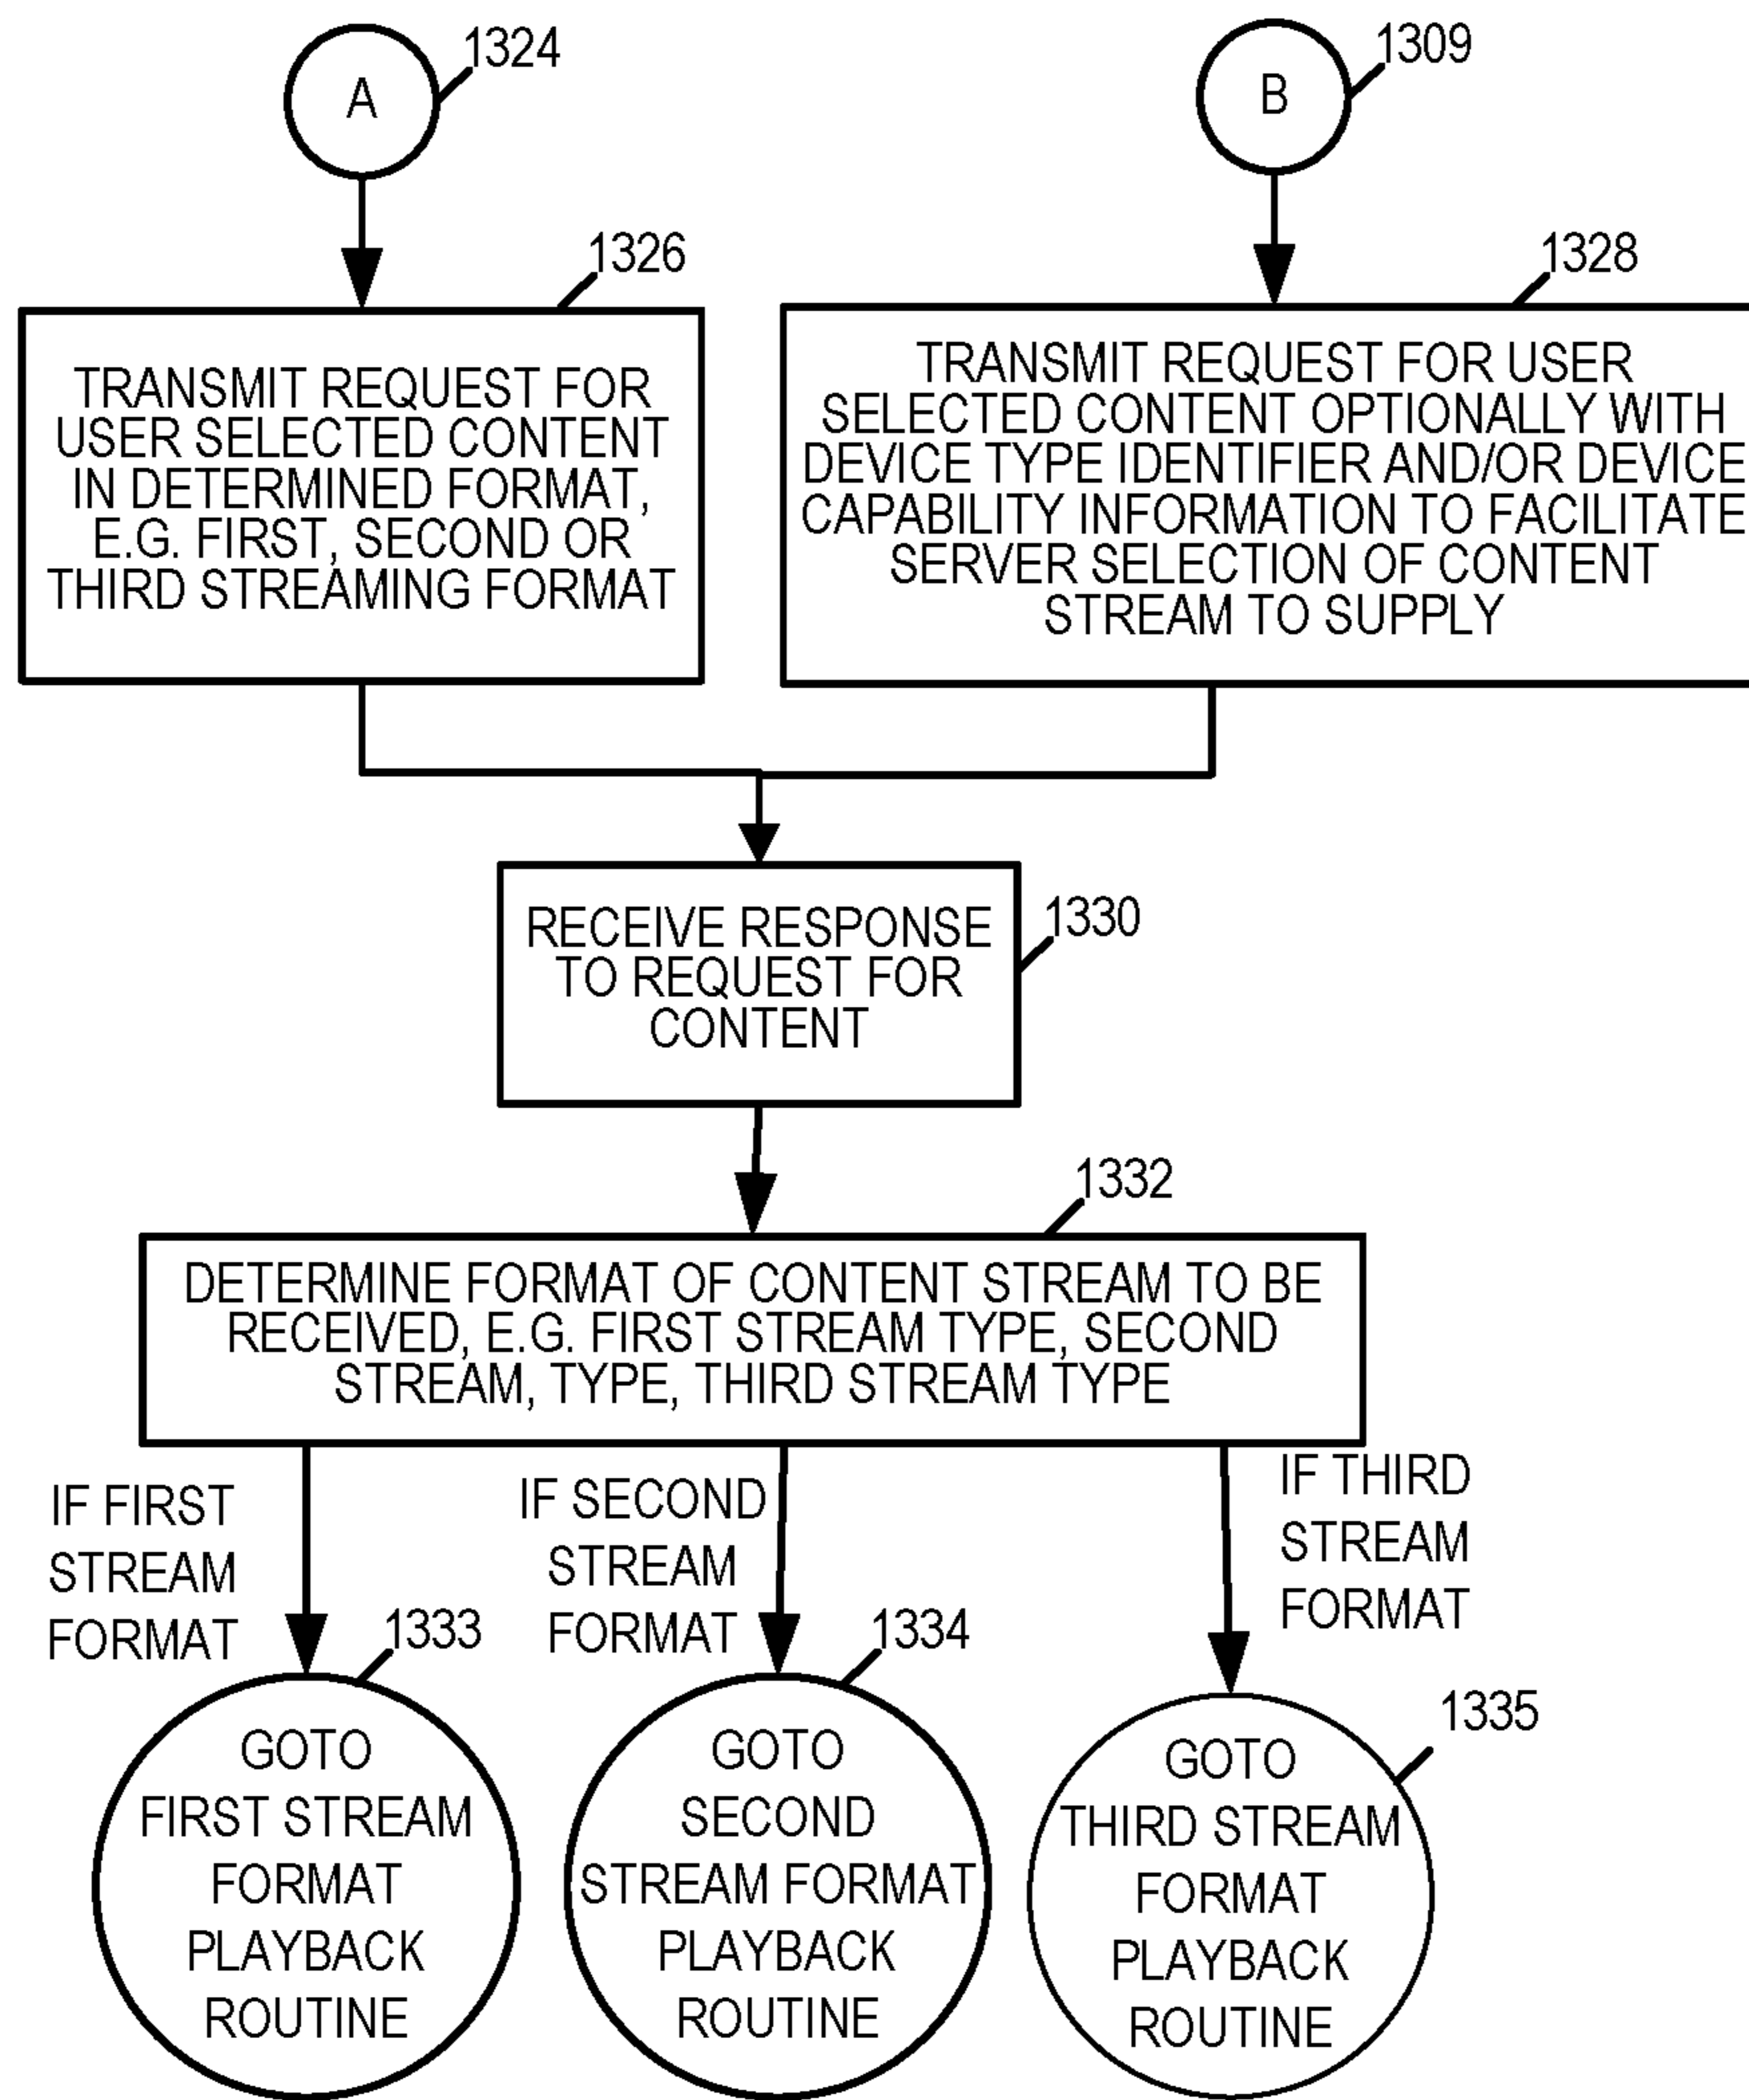 1324
A
1309
B
1326
TRANSMIT REQUEST FOR
USER SELECTED CONTENT
IN DETERMINED FORMAT,
E.G. FIRST, SECOND OR
THIRD STREAMING FORMAT
1328
TRANSMIT REQUEST FOR USER
SELECTED CONTENT OPTIONALLY WITH
DEVICE TYPE IDENTIFIER AND/OR DEVICE
CAPABILITY INFORMATION TO FACILITATE
SERVER SELECTION OF CONTENT
STREAM TO SUPPLY
RECEIVE RESPONSE
TO REQUEST FOR
CONTENT
1330
1332
DETERMINE FORMAT OF CONTENT STREAM TO BE
RECEIVED, E.G. FIRST STREAM TYPE, SECOND
STREAM, TYPE, THIRD STREAM TYPE
IF FIRST
STREAM
FORMAT
IF SECOND
STREAM
FORMAT
IF THIRD
STREAM
FORMAT
1333
GOTO
FIRST STREAM
FORMAT
PLAYBACK
ROUTINE
1334
GOTO
SECOND
STREAM FORMAT
PLAYBACK
ROUTINE
1335
GOTO
THIRD STREAM
FORMAT
PLAYBACK
ROUTINE